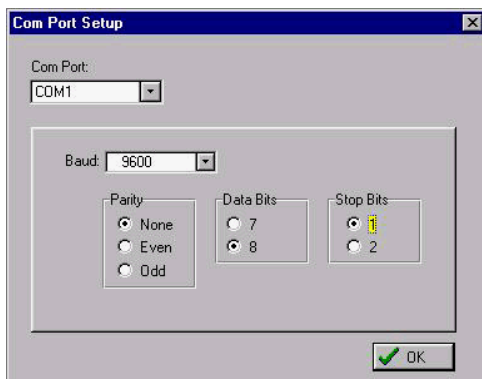 Com Port Setup
Com Port:
COM1
Baud: 9600
Parity
None
Even
Odd
Data Bits
7
8
Stop Bits
1
2
OK